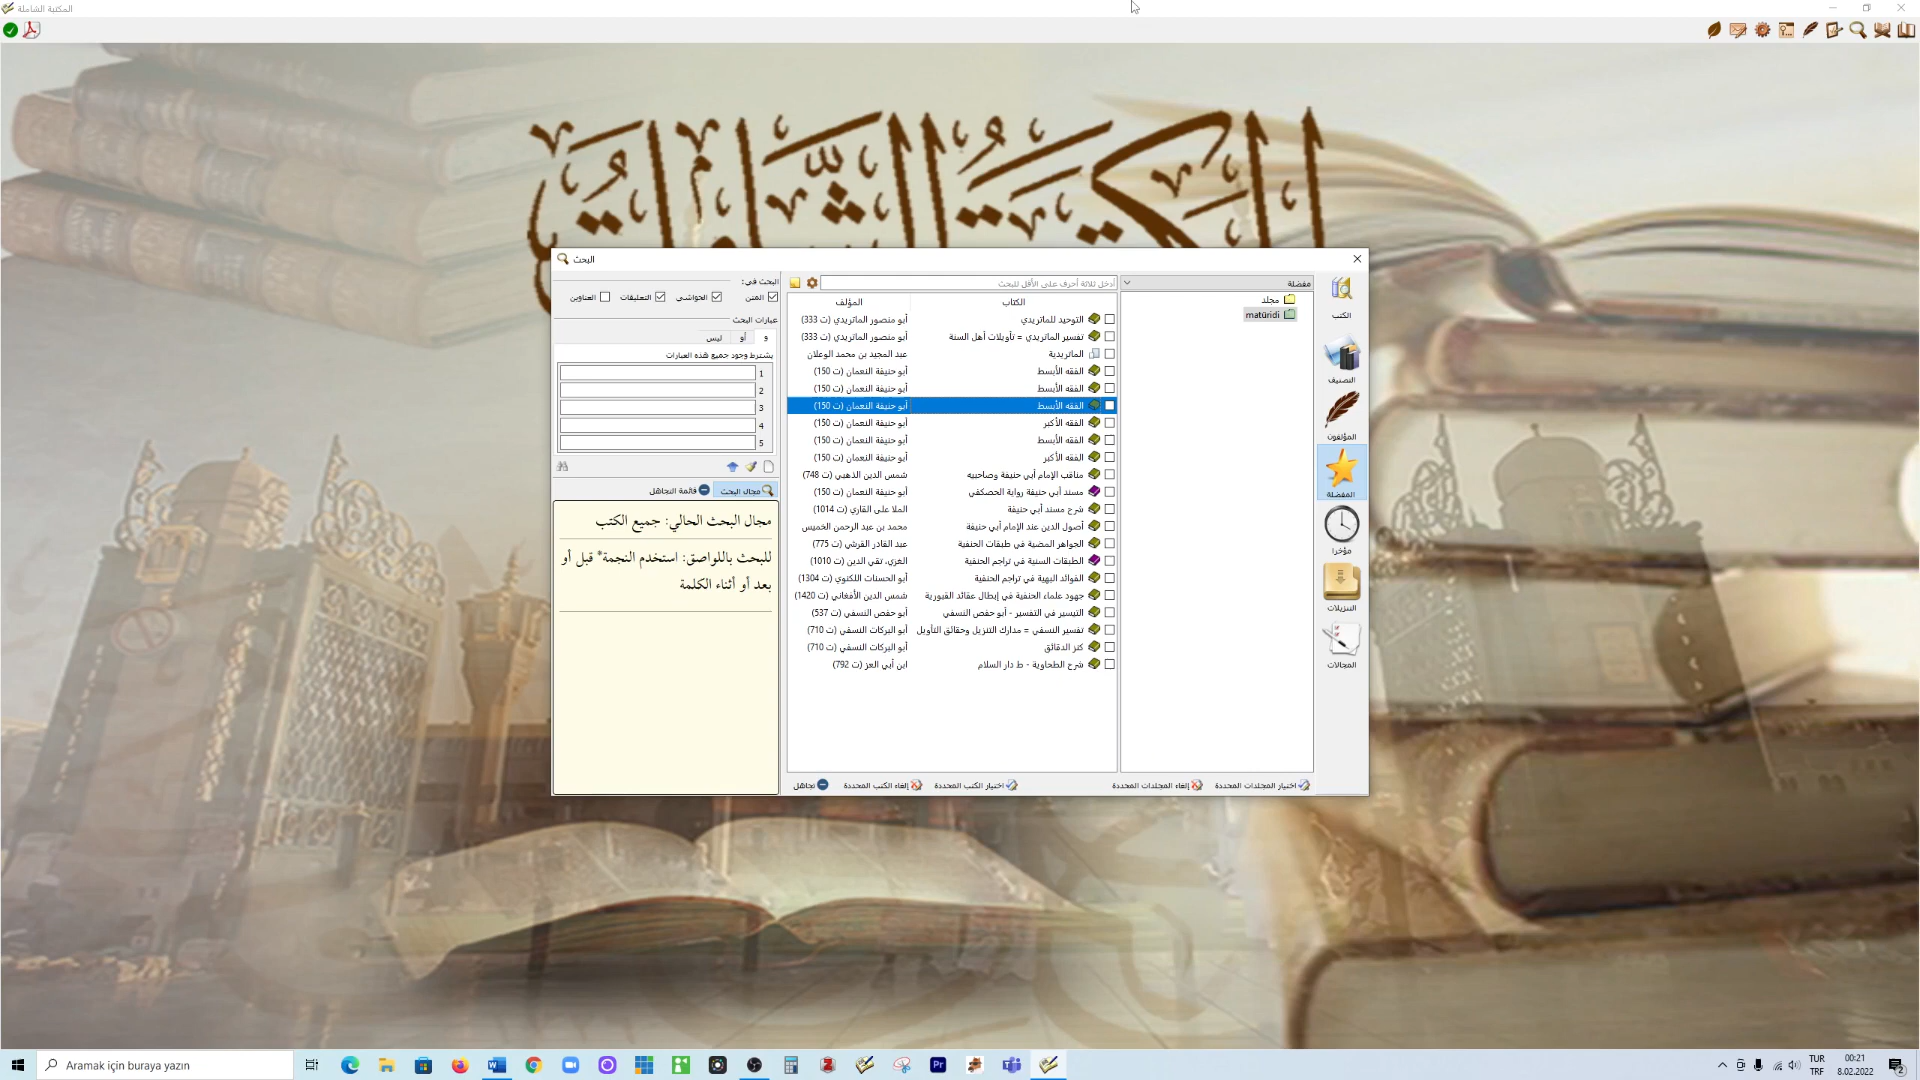 المكتبة الشاملة
المكتبة الشاملة
البحث
البحث في:
المتن الحواشي التعليقات العناوين
عبارات البحث
و أو ليس
يشترط وجود جميع هذه العبارات
1
2
3
4
5
مجال البحث قائمة التجاهل
مجال البحث الحالي: جميع الكتب
للبحث باللواصق: استخدم النجمة* قبل أو
بعد أو أثناء الكلمة
أدخل ثلاثة أحرف على الأقل للبحث
الكتاب المؤلف
التوحيد للماتريدي أبو منصور الماتريدي (ت 333)
تفسير الماتريدي = تأويلات أهل السنة أبو منصور الماتريدي (ت 333)
الماتريدية عبد المجيد بن محمد الوعلان
الفقه الأبسط أبو حنيفة النعمان (ت 150)
الفقه الأبسط أبو حنيفة النعمان (ت 150)
الفقه الأبسط أبو حنيفة النعمان (ت 150)
الفقه الأكبر أبو حنيفة النعمان (ت 150)
الفقه الأبسط أبو حنيفة النعمان (ت 150)
الفقه الأكبر أبو حنيفة النعمان (ت 150)
مناقب الإمام أبي حنيفة وصاحبيه شمس الدين الذهبي (ت 748)
مسند أبي حنيفة رواية الحصكفي أبو حنيفة النعمان (ت 150)
شرح مسند أبي حنيفة الملا على القاري (ت 1014)
أصول الدين عند الإمام أبي حنيفة محمد بن عبد الرحمن الخميس
الجواهر المضية في طبقات الحنفية عبد القادر القرشي (ت 775)
الطبقات السنية في تراجم الحنفية الغزي، تقي الدين (ت 1010)
الفوائد البهية في تراجم الحنفية أبو الحسنات اللكنوي (ت 1304)
جهود علماء الحنفية في إبطال عقائد القبورية شمس الدين الأفغاني (ت 1420)
التيسير في التفسير - أبو حفص النسفي أبو حفص النسفي (ت 537)
تفسير النسفي = مدارك التنزيل وحقائق التأويل أبو البركات النسفي (ت 710)
كنز الدقائق أبو البركات النسفي (ت 710)
شرح الطحاوية - ط دار السلام ابن أبي العز (ت 792)
اختيار الكتب المحددة إلغاء الكتب المحددة تجاهل
مفضلة
مجلد
matüridi
اختيار المجلدات المحددة إلغاء المجلدات المحددة
الكتب
التصنيف
المؤلفون
المفضلة
مؤخرا
التنزيلات
المجالات
Aramak için buraya yazın
Pr
TUR
TRF
00:21
8.02.2022
2